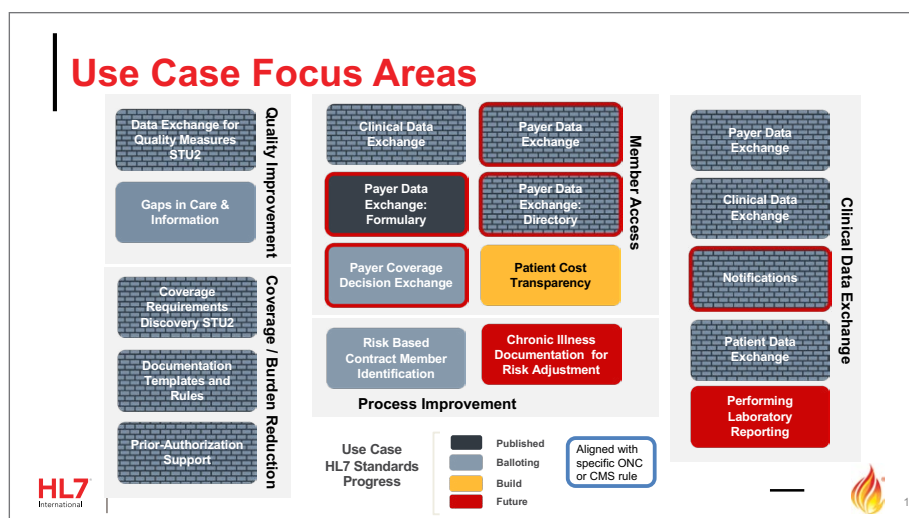 Use Case Focus Areas
Data Exchange for
Quality Measures
STU2
Gaps in Care &
Information
Quality Improvement
Coverage
Requirements
Discovery STU2
Documentation
Templates and
Rules
Prior-Authorization
Support
Coverage / Burden Reduction
Clinical Data
Exchange
Payer Data
Exchange
Payer Data
Exchange:
Formulary
Payer Data
Exchange:
Directory
Payer Coverage
Decision Exchange
Patient Cost
Transparency
Member Access
Risk Based
Contract Member
Identification
Chronic Illness
Documentation for
Risk Adjustment
Process Improvement
Payer Data
Exchange
Clinical Data
Exchange
Notifications
Patient Data
Exchange
Performing
Laboratory
Reporting
Clinical Data Exchange
Use Case
HL7 Standards
Progress
Published
Balloting
Build
Future
Aligned with
specific ONC
or CMS rule
HL7
International
1